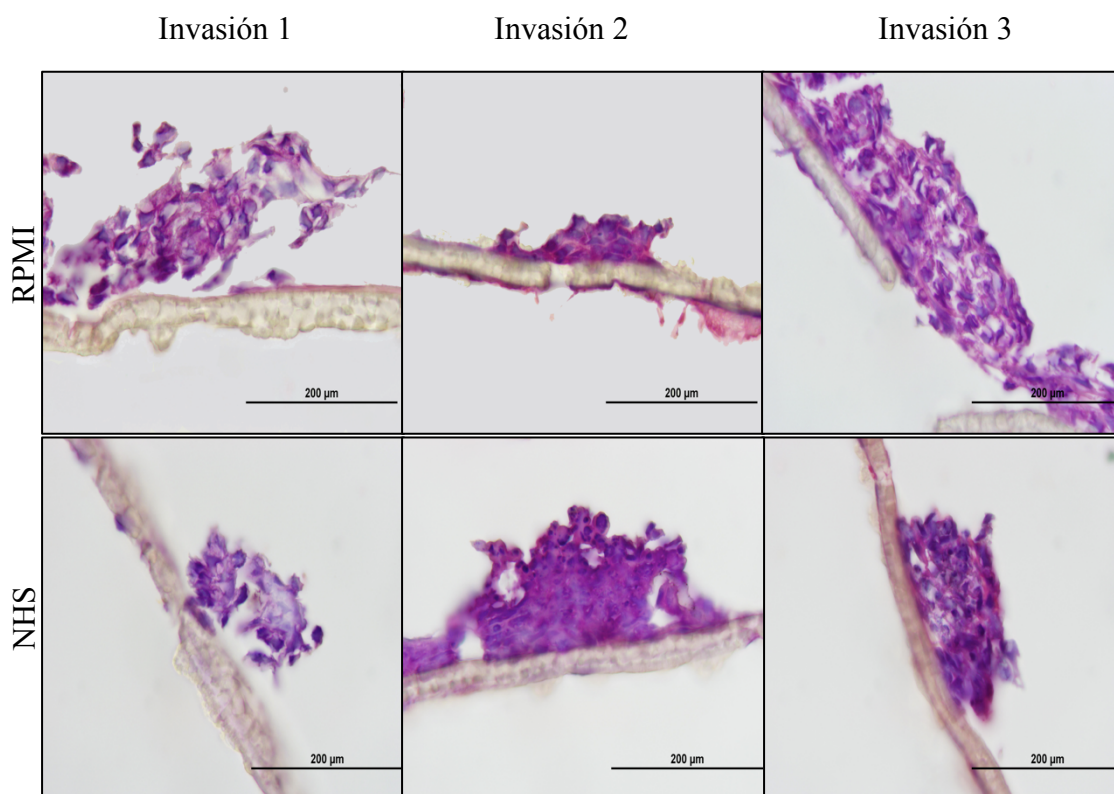 Invasión 1 Invasión 2 Invasión 3
RPMI
200 µm 200 µm 200 µm
NHS
200 µm 200 µm 200 µm